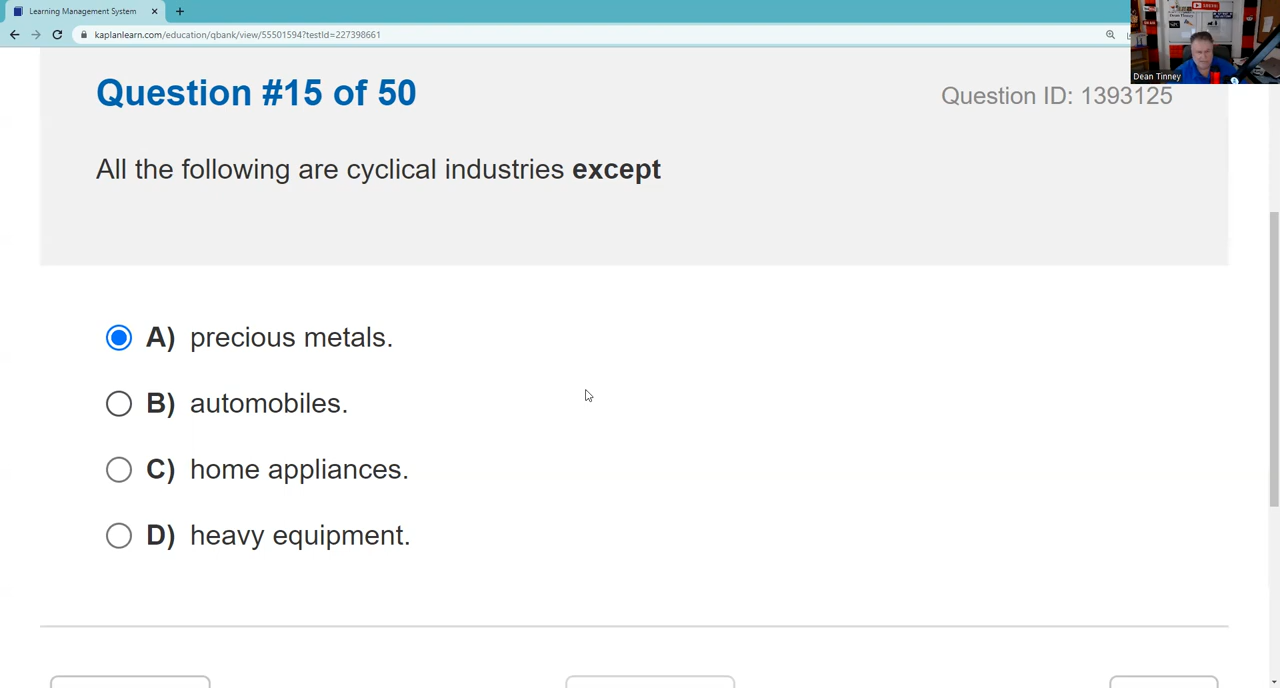 Learning Management System
kaplanlearn.com/education/qbank/view/55501594?testId=227398661
Dean Tinney
Question #15 of 50
Question ID: 1393125
All the following are cyclical industries except
A) precious metals.
B) automobiles.
C) home appliances.
D) heavy equipment.